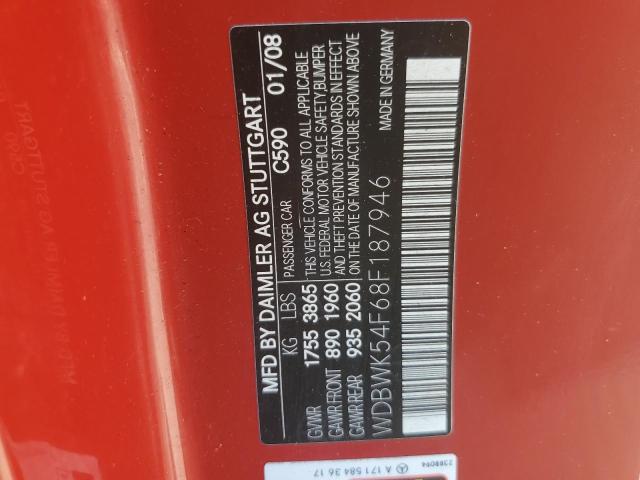 MFD BY DAIMLER AG STUTTGART
C590 01/08
KG LBS PASSENGER CAR
GVWR 1755 3865 THIS VEHICLE CONFORMS TO ALL APPLICABLE
GAWR FRONT 890 1960 U.S. FEDERAL MOTOR VEHICLE SAFETY,BUMPER
AND THEFT PREVENTION STANDARDS IN EFFECT
GAWR REAR 935 2060 ON THE DATE OF MANUFACTURE SHOWN ABOVE
MADE IN GERMANY
WDBWK54F68F187946
A 171 584 36 17